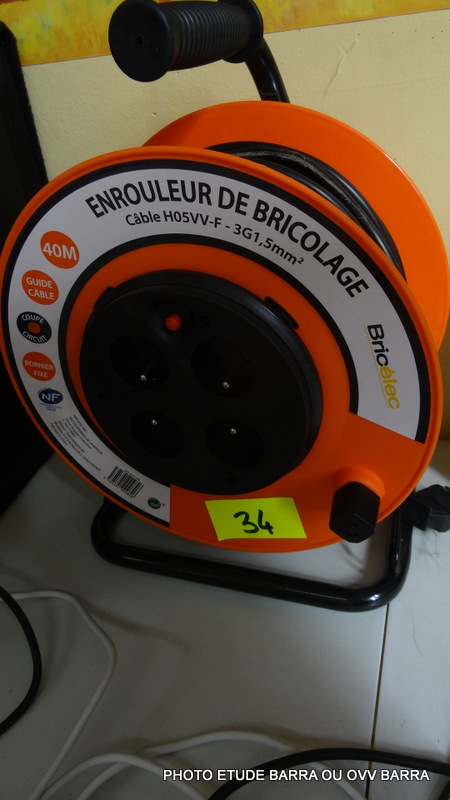 ENROULEUR DE BRICOLAGE
Câble H05VV-F - 3G1,5mm²
40M
GUIDE
CÂBLE
COUPE
CIRCUIT
BORNIER
FIXE
NF
Bricélec
34
PHOTO ETUDE BARRA OU OVV BARRA